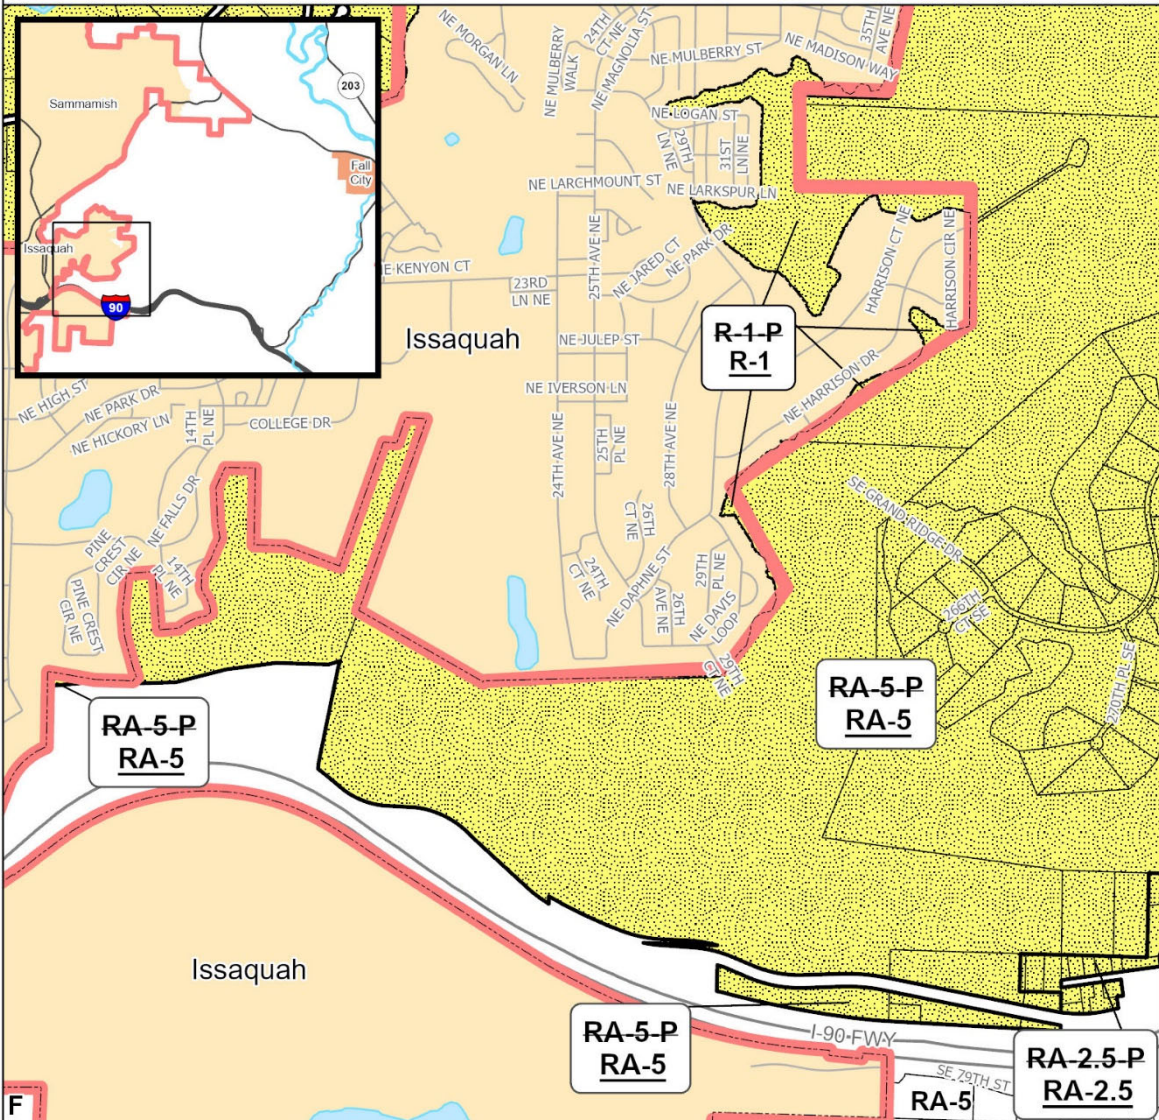 NE MORGAN LN
NE MULBERRY
WALK
24TH
CT NE
NE MAGNOLIA ST
NE MULBERRY ST
NE MADISON WAY
35TH
AVE NE
Sammamish
203
Fall
City
Issaquah
90
NE LOGAN ST
29TH
LN NE
31ST
LN NE
NE LARCHMOUNT ST
NE LARKSPUR LN
25TH AVE NE
NE JARED CT
NE PARK DR
HARRISON CT NE
HARRISON CIR NE
NE KENYON CT
23RD
LN NE
Issaquah
NE JULEP ST
R-1-P
R-1
NE IVERSON LN
NE HARRISON DR
NE HIGH ST
NE PARK DR
NE HICKORY LN
14TH
PL NE
COLLEGE DR
24TH AVE NE
25TH
PL NE
28TH AVE NE
NE FALLS DR
26TH
CT NE
SE GRAND RIDGE DR
PINE
CREST
CIR NE
14TH
PL NE
PINE CREST
CIR NE
24TH
CT NE
NE DAPHNE ST
26TH
AVE NE
29TH
PL NE
NE DAVIS
LOOP
29TH
CT NE
266TH
CT SE
270TH PL SE
RA-5-P
RA-5
RA-5-P
RA-5
Issaquah
RA-5-P
RA-5
I-90 FWY
SE 79TH ST
RA-5
RA-2.5-P
RA-2.5
F